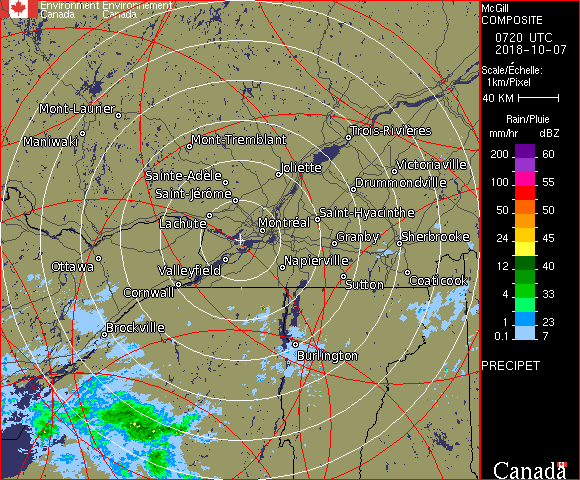 Environment Environnement
Canada Canada
McGill
COMPOSITE
0720 UTC
2018-10-07
Scale/Échelle:
1km/Pixel
40 KM
Rain/Pluie
mm/hr dBZ
200 60
100 55
50 50
24 45
12 40
4 33
2 23
0.1 7
PRECIPET
Canada
Mont-Laurier
Maniwaki
Mont-Tremblant
Trois-Rivières
Joliette
Victoriaville
Sainte-Adèle
Drummondville
Saint-Jérôme
Lachute
Saint-Hyacinthe
Montréal
Granby
Sherbrooke
Ottawa
Valleyfield
Napierville
Sutton
Coaticook
Cornwall
Brockville
Burlington